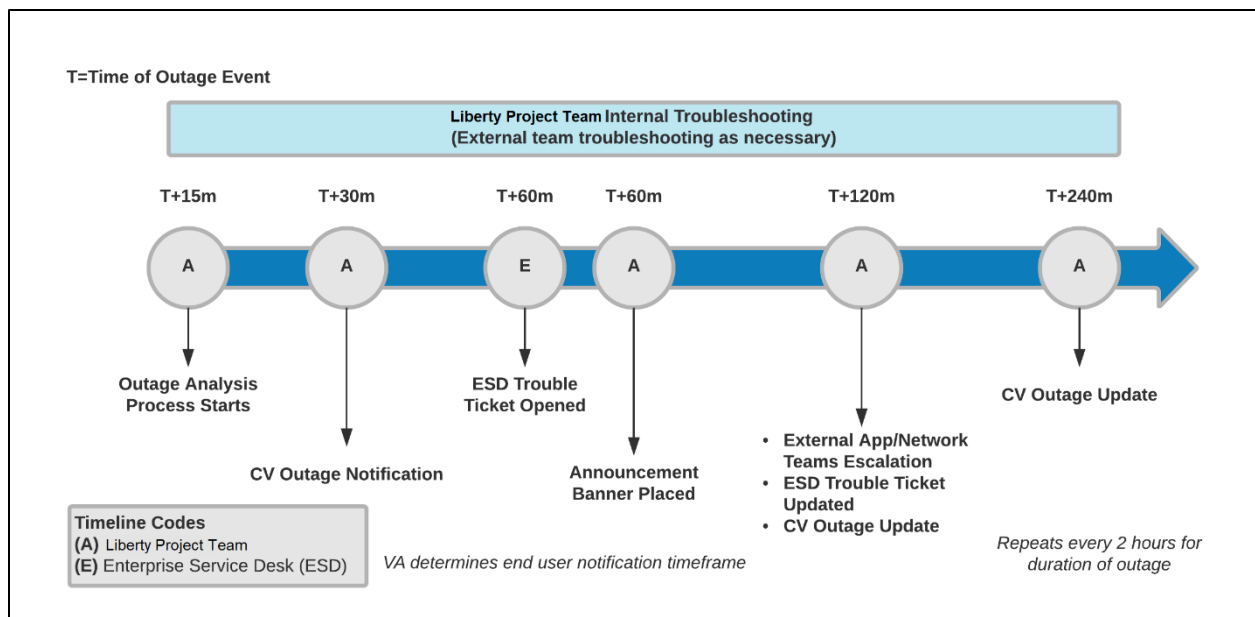 T=Time of Outage Event
Liberty Project Team Internal Troubleshooting
(External team troubleshooting as necessary)
T+15m
T+30m
T+60m
T+60m
T+120m
T+240m
A
A
E
A
A
A
Outage Analysis
Process Starts
CV Outage Notification
ESD Trouble
Ticket Opened
Announcement
Banner Placed
• External App/Network
Teams Escalation
• ESD Trouble Ticket
Updated
• CV Outage Update
CV Outage Update
Timeline Codes
(A) Liberty Project Team
(E) Enterprise Service Desk (ESD)
VA determines end user notification timeframe
Repeats every 2 hours for
duration of outage